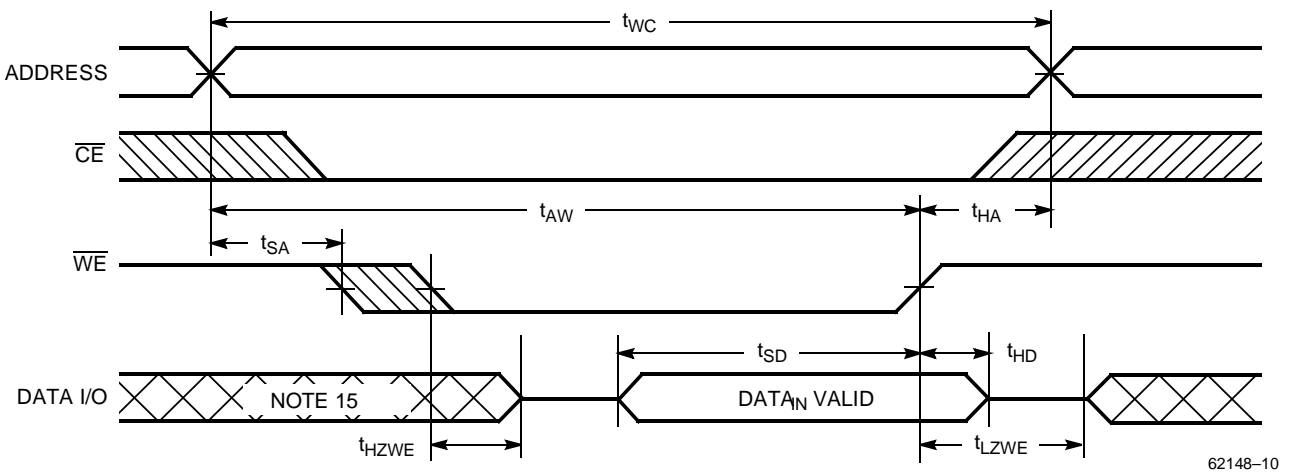 tWC
ADDRESS
CE
tAW
tHA
tSA
WE
tSD
tHD
DATA I/O
NOTE 15
DATAIN VALID
tHZWE
tLZWE
62148–10